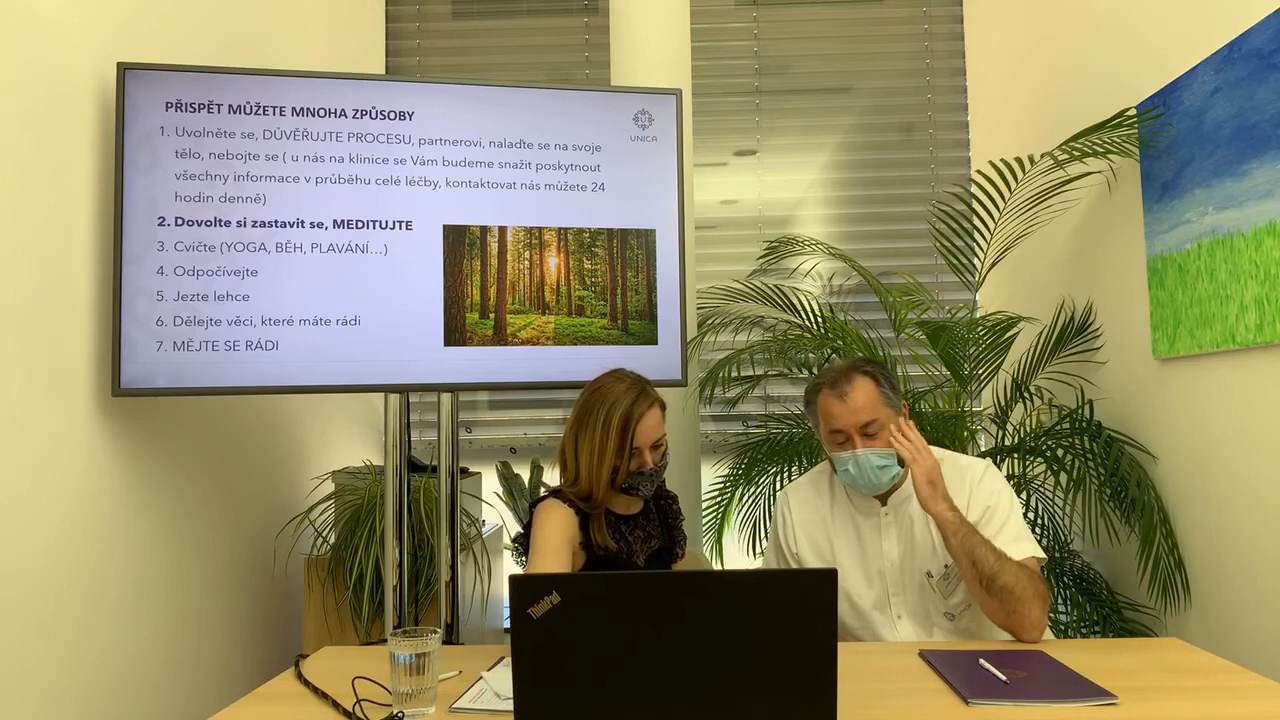 PŘISPĚT MŮŽETE MNOHA ZPŮSOBY
UNICA
1. Uvolněte se, DŮVĚŘUJTE PROCESU, partnerovi, nalaďte se na svoje
tělo, nebojte se ( u nás na klinice se Vám budeme snažit poskytnout
všechny informace v průběhu celé léčby, kontaktovat nás můžete 24
hodin denně)
2. Dovolte si zastavit se, MEDITUJTE
3. Cvičte (YOGA, BĚH, PLAVÁNÍ...)
4. Odpočívejte
5. Jezte lehce
6. Dělejte věci, které máte rádi
7. MĚJTE SE RÁDI
ThinkPad
UNICA